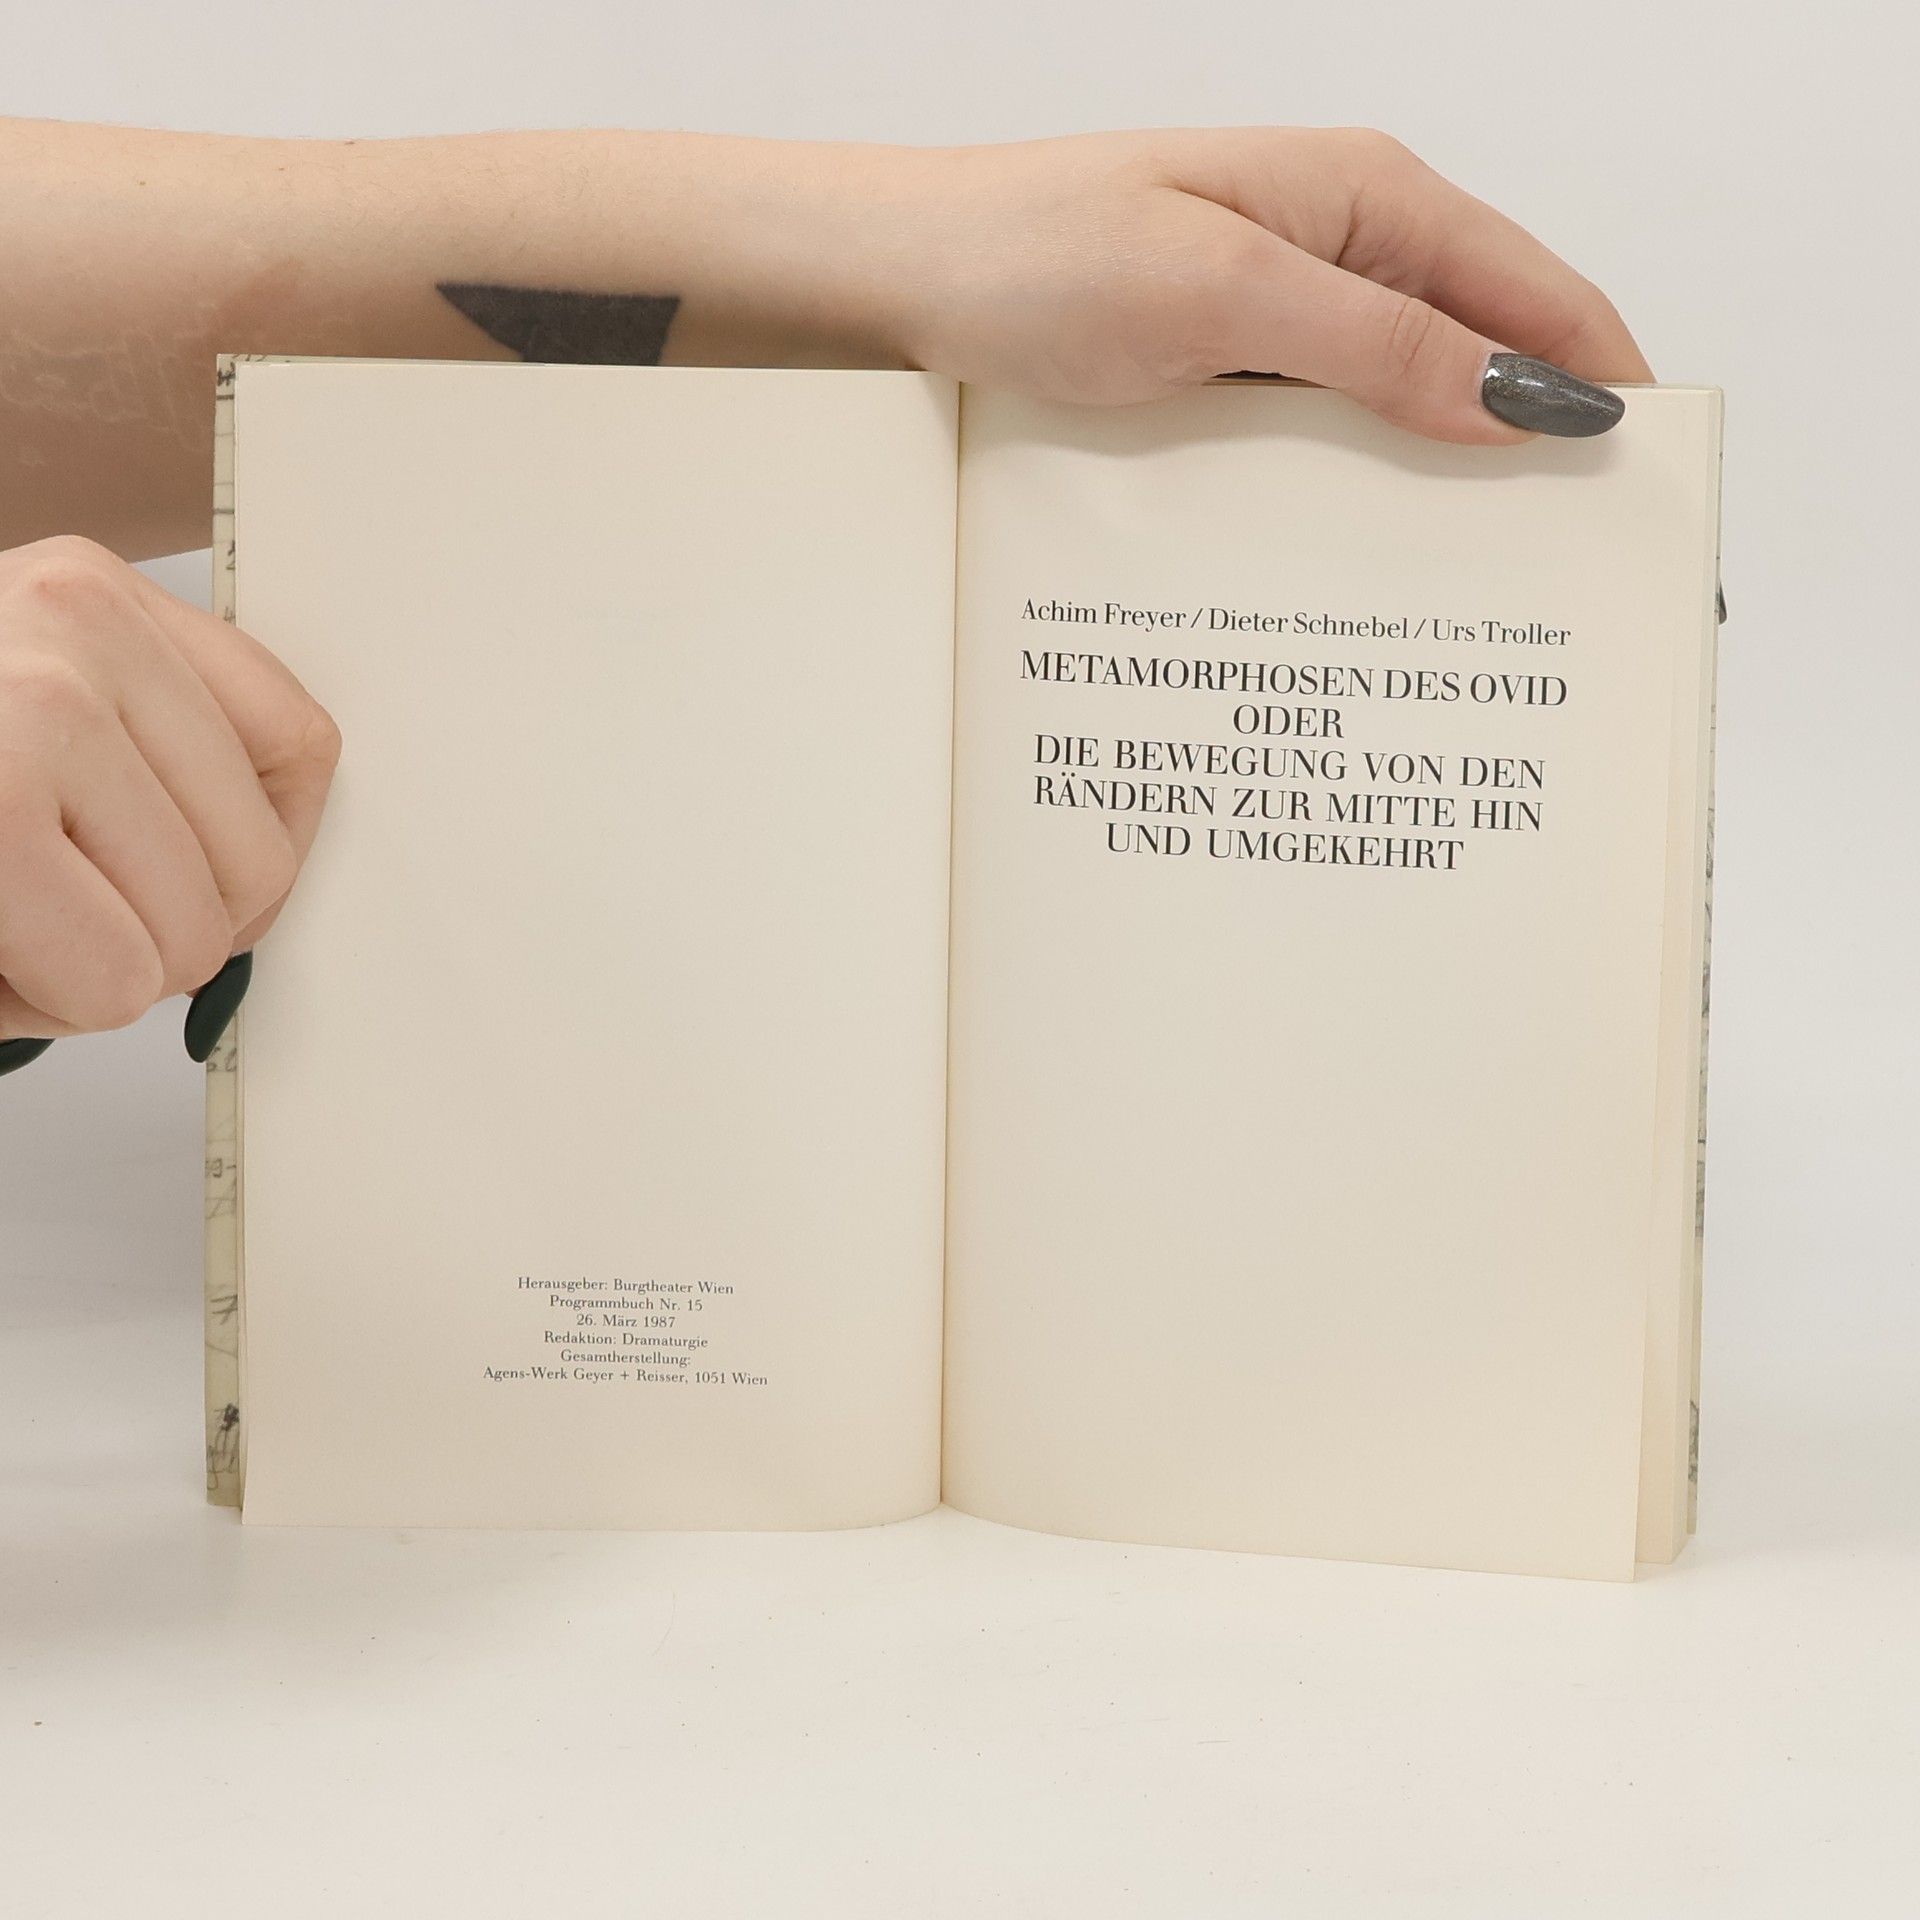 Herausgeber: Burgtheater Wien
Programmbuch Nr. 15
26. März 1987
Redaktion: Dramaturgie
Gesamtherstellung:
Agens-Werk Geyer + Reisser, 1051 Wien
Achim Freyer / Dieter Schnebel / Urs Troller
METAMORPHOSEN DES OVID
ODER
DIE BEWEGUNG VON DEN
RÄNDERN ZUR MITTE HIN
UND UMGEKEHRT